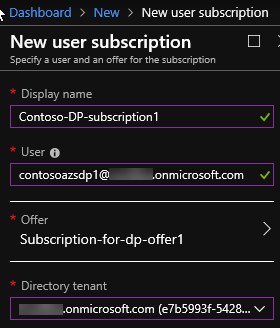 Dashboard > New > New user subscription
New user subscription
Specify a user and an offer for the subscription
* Display name
Contoso-DP-subscription1
* User
contosoazsdp1@ .onmicrosoft.com
* Offer
Subscription-for-dp-offer1
* Directory tenant
.onmicrosoft.com (e7b5993f-5428...